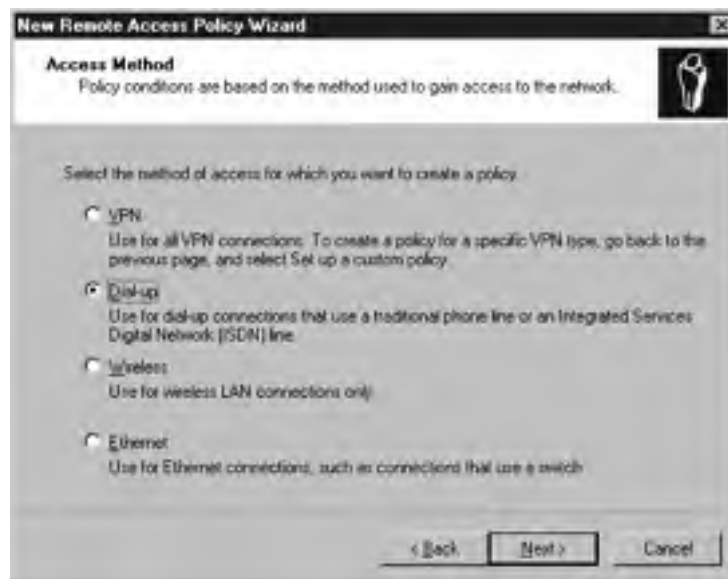 New Remote Access Policy Wizard
Access Method
Policy conditions are based on the method used to gain access to the network.
Select the method of access for which you want to create a policy.
VPN
Use for all VPN connections. To create a policy for a specific VPN type, go back to the
previous page, and select Set up a custom policy.
Dial-up
Use for dial-up connections that use a traditional phone line or an Integrated Services
Digital Network (ISDN) line.
Wireless
Use for wireless LAN connections only.
Ethernet
Use for Ethernet connections, such as connections that use a switch.
< Back
Next >
Cancel